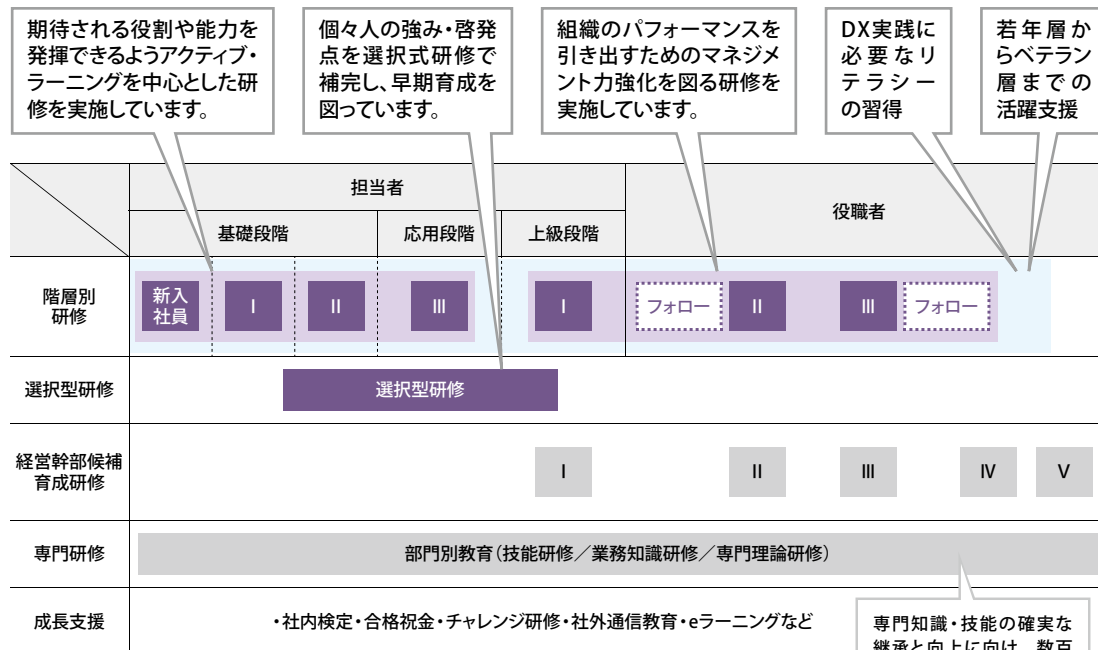 期待される役割や能力を
発揮できるようアクティブ・
ラーニングを中心とした研
修を実施しています。
個々人の強み・啓発
点を選択式研修で
補完し、早期育成を
図っています。
組織のパフォーマンスを
引き出すためのマネジメ
ント力強化を図る研修を
実施しています。
DX実践に
必要なリ
テラシー
の習得
若年層か
らベテラン
層までの
活躍支援
担当者
役職者
基礎段階
応用段階
上級段階
階層別
研修
新入
社員
Ⅰ
Ⅱ
Ⅲ
Ⅰ
フォロー
Ⅱ
Ⅲ
フォロー
選択型研修
選択型研修
経営幹部候補
育成研修
Ⅰ
Ⅱ
Ⅲ
Ⅳ
Ⅴ
専門研修
部門別教育(技能研修／業務知識研修／専門理論研修)
成長支援
・社内検定・合格祝金・チャレンジ研修・社外通信教育・eラーニングなど
専門知識・技能の確実な
継承と向上に向け、数百